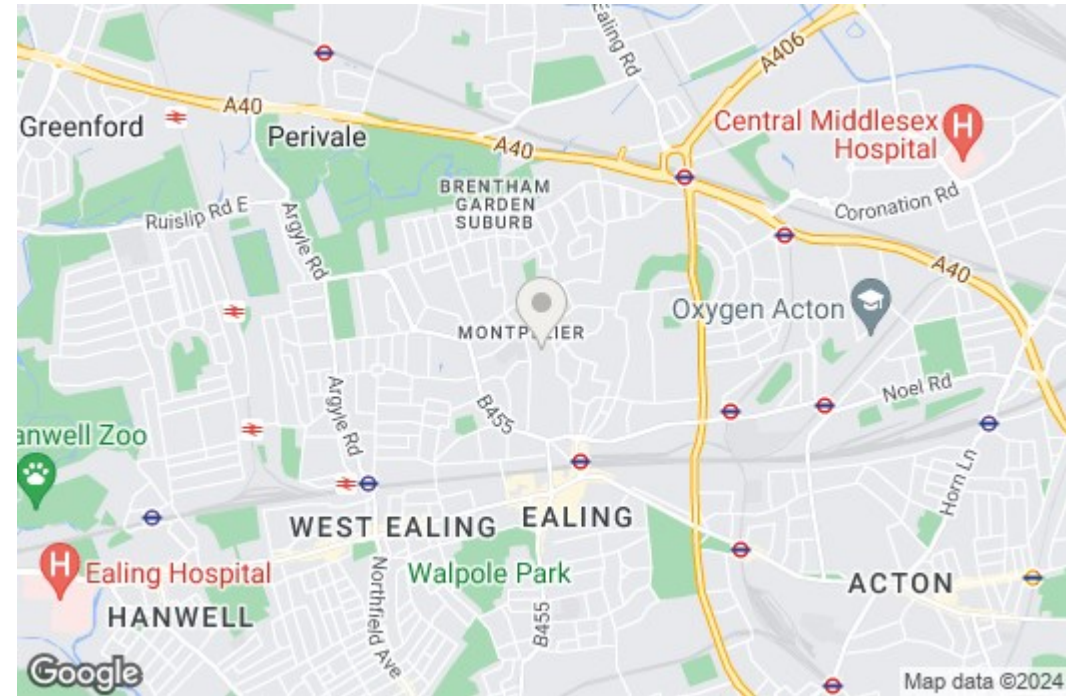 Ealing Rd
A406
A40
Greenford
Perivale
Central Middlesex
Hospital
H
A40
BRENTHAM
GARDEN
SUBURB
Coronation Rd
Ruislip Rd E
Argyle Rd
A40
Oxygen Acton
MONTP LIER
Noel Rd
Argyle Rd
B455
anwell Zoo
Horn Ln
WEST EALING
EALING
H
Ealing Hospital
Walpole Park
ACTON
HANWELL
Northfield Ave
B455
Google
Map data ©2024